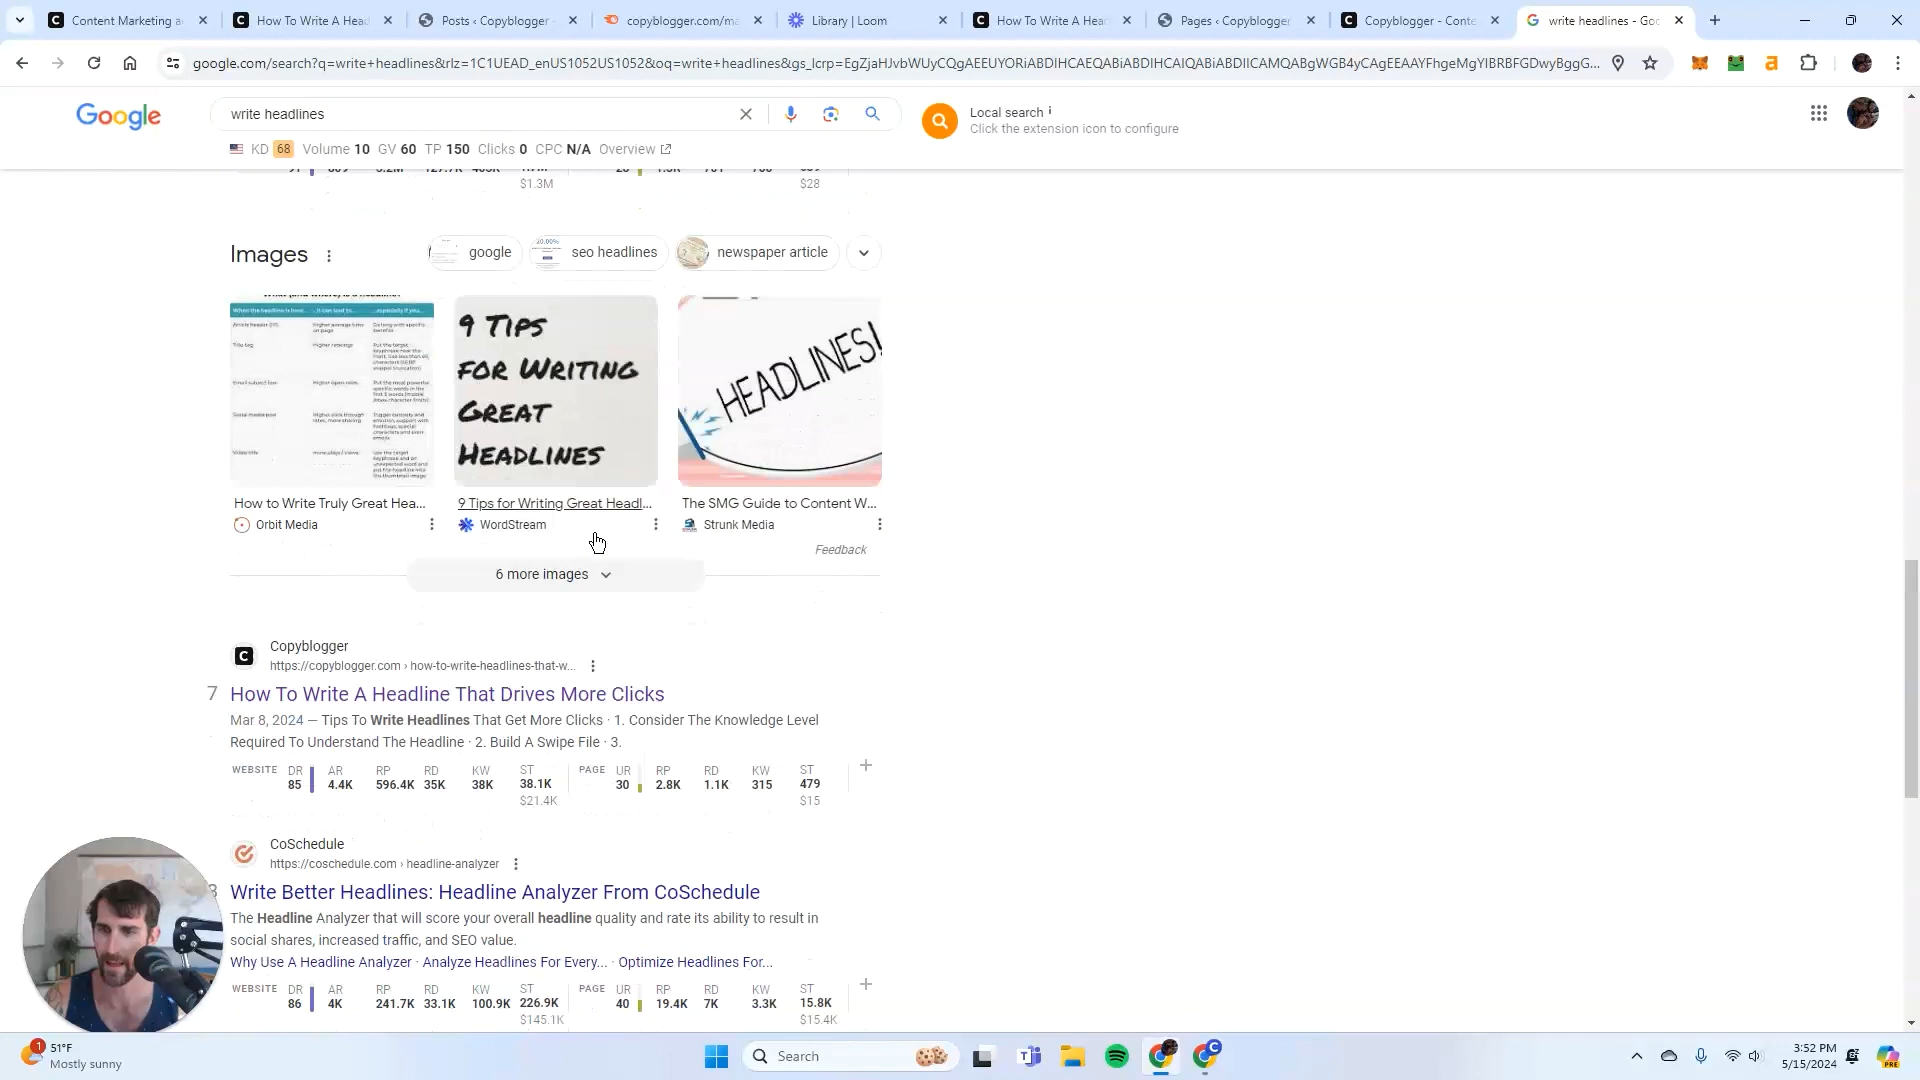 Content Marketing a
How To Write A Head
Posts ‹ Copyblogger
copyblogger.com/ma
Library | Loom
How To Write A Hea
Pages ‹ Copyblogger
Copyblogger - Conte
write headlines - Goo
google.com/search?q=write+headlines&rlz=1C1UEAD_enUS1052US1052&oq=write+headlines&gs_lcrp=
Google
write headlines
Local search i
Click the extension icon to configure
KD 68 Volume 10 GV 60 TP 150 Clicks 0 CPC N/A Overview
$1.3M
$28
Images
google
seo headlines
newspaper article
9 TIPS
FOR WRITING
GREAT
HEADLINES
HEADLINES!
How to Write Truly Great Hea...
Orbit Media
9 Tips for Writing Great Headl...
WordStream
The SMG Guide to Content W...
Strunk Media
Feedback
6 more images
Copyblogger
https://copyblogger.com › how-to-write-headlines-that-w...
7 How To Write A Headline That Drives More Clicks
Mar 8, 2024 — Tips To Write Headlines That Get More Clicks · 1. Consider The Knowledge Level
Required To Understand The Headline · 2. Build A Swipe File · 3.
WEBSITE DR AR RP RD KW ST PAGE UR RP RD KW ST
85 4.4K 596.4K 35K 38K 38.1K 30 2.8K 1.1K 315 479
$21.4K $15
CoSchedule
https://coschedule.com › headline-analyzer
Write Better Headlines: Headline Analyzer From CoSchedule
The Headline Analyzer that will score your overall headline quality and rate its ability to result in
social shares, increased traffic, and SEO value.
Why Use A Headline Analyzer · Analyze Headlines For Every... · Optimize Headlines For...
WEBSITE DR AR RP RD KW ST PAGE UR RP RD KW ST
86 4K 241.7K 33.1K 100.9K 226.9K 40 19.4K 7K 3.3K 15.8K
$145.1K $15.4K
1
51°F
Mostly sunny
Search
3:52 PM
5/15/2024